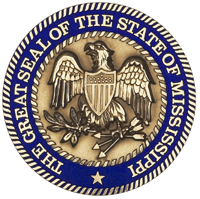 THE GREAT SEAL OF THE STATE OF MISSISSIPPI